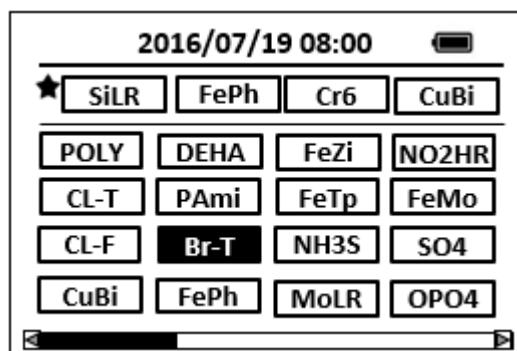 2016/07/19 08:00
SiLR FePh Cr6 CuBi
POLY DEHA FeZi NO2HR
CL-T PAmi FeTp FeMo
CL-F Br-T NH3S SO4
CuBi FePh MoLR OPO4